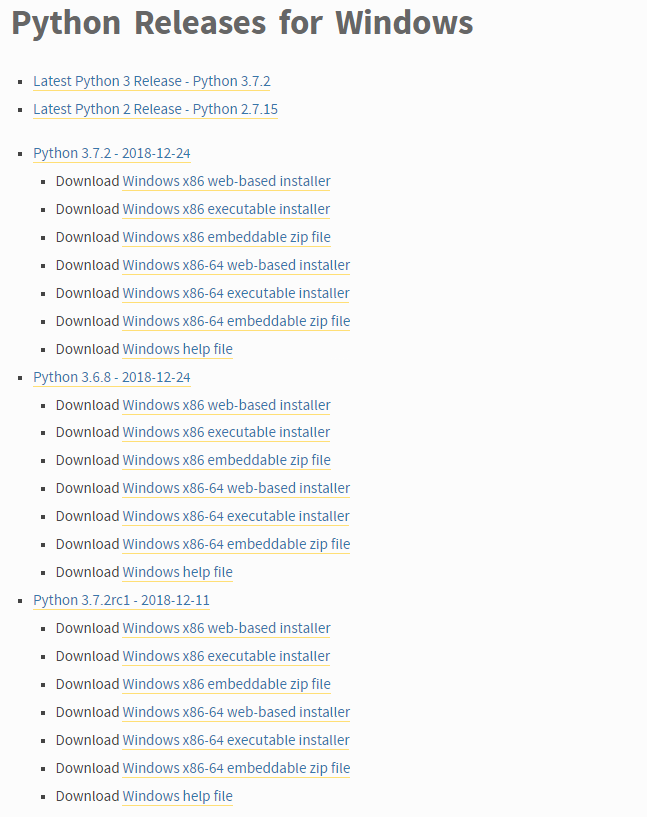 Python Releases for Windows
Latest Python 3 Release - Python 3.7.2
Latest Python 2 Release - Python 2.7.15
Python 3.7.2 - 2018-12-24
Download Windows x86 web-based installer
Download Windows x86 executable installer
Download Windows x86 embeddable zip file
Download Windows x86-64 web-based installer
Download Windows x86-64 executable installer
Download Windows x86-64 embeddable zip file
Download Windows help file
Python 3.6.8 - 2018-12-24
Download Windows x86 web-based installer
Download Windows x86 executable installer
Download Windows x86 embeddable zip file
Download Windows x86-64 web-based installer
Download Windows x86-64 executable installer
Download Windows x86-64 embeddable zip file
Download Windows help file
Python 3.7.2rc1 - 2018-12-11
Download Windows x86 web-based installer
Download Windows x86 executable installer
Download Windows x86 embeddable zip file
Download Windows x86-64 web-based installer
Download Windows x86-64 executable installer
Download Windows x86-64 embeddable zip file
Download Windows help file